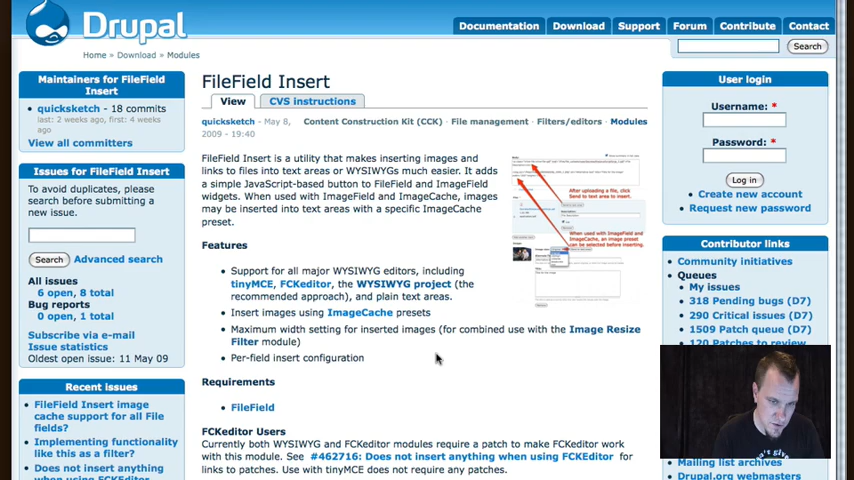 Drupal
Documentation
Download
Support
Forum
Contribute
Contact
Home » Download » Modules
Search
Maintainers for FileField
Insert
quicksketch - 18 commits
last: 2 weeks ago, first: 4 weeks
ago
View all committers
Issues for FileField Insert
To avoid duplicates, please
search before submitting a
new issue.
Search Advanced search
All issues
6 open, 8 total
Bug reports
0 open, 1 total
Subscribe via e-mail
Issue statistics
Oldest open issue: 11 May 09
Recent issues
FileField Insert image
cache support for all File
fields?
Implementing functionality
like this as a filter?
Does not insert anything
when using FCKEditor
FileField Insert
View CVS instructions
quicksketch - May 8, 2009 - 19:40
Content Construction Kit (CCK) · File management · Filters/editors · Modules
FileField Insert is a utility that makes inserting images and
links to files into text areas or WYSIWYGs much easier. It adds
a simple JavaScript-based button to FileField and ImageField
widgets. When used with ImageField and ImageCache, images
may be inserted into text areas with a specific ImageCache
preset.
After uploading a file, click
Send to text area to insert.
When used with ImageField and
ImageCache, an image preset
can be selected before inserting.
Features
Support for all major WYSIWYG editors, including
tinyMCE, FCKeditor, the WYSIWYG project (the
recommended approach), and plain text areas.
Insert images using ImageCache presets
Maximum width setting for inserted images (for combined use with the Image Resize
Filter module)
Per-field insert configuration
Requirements
FileField
FCKeditor Users
Currently both WYSIWYG and FCKeditor modules require a patch to make FCKeditor work
with this module. See #462716: Does not insert anything when using FCKEditor for
links to patches. Use with tinyMCE does not require any patches.
User login
Username: *
Password: *
Log in
Create new account
Request new password
Contributor links
Community initiatives
Queues
My issues
318 Pending bugs (D7)
290 Critical issues (D7)
1509 Patch queue (D7)
120 Patches to review
Mailing list archives
Drupal.org webmasters